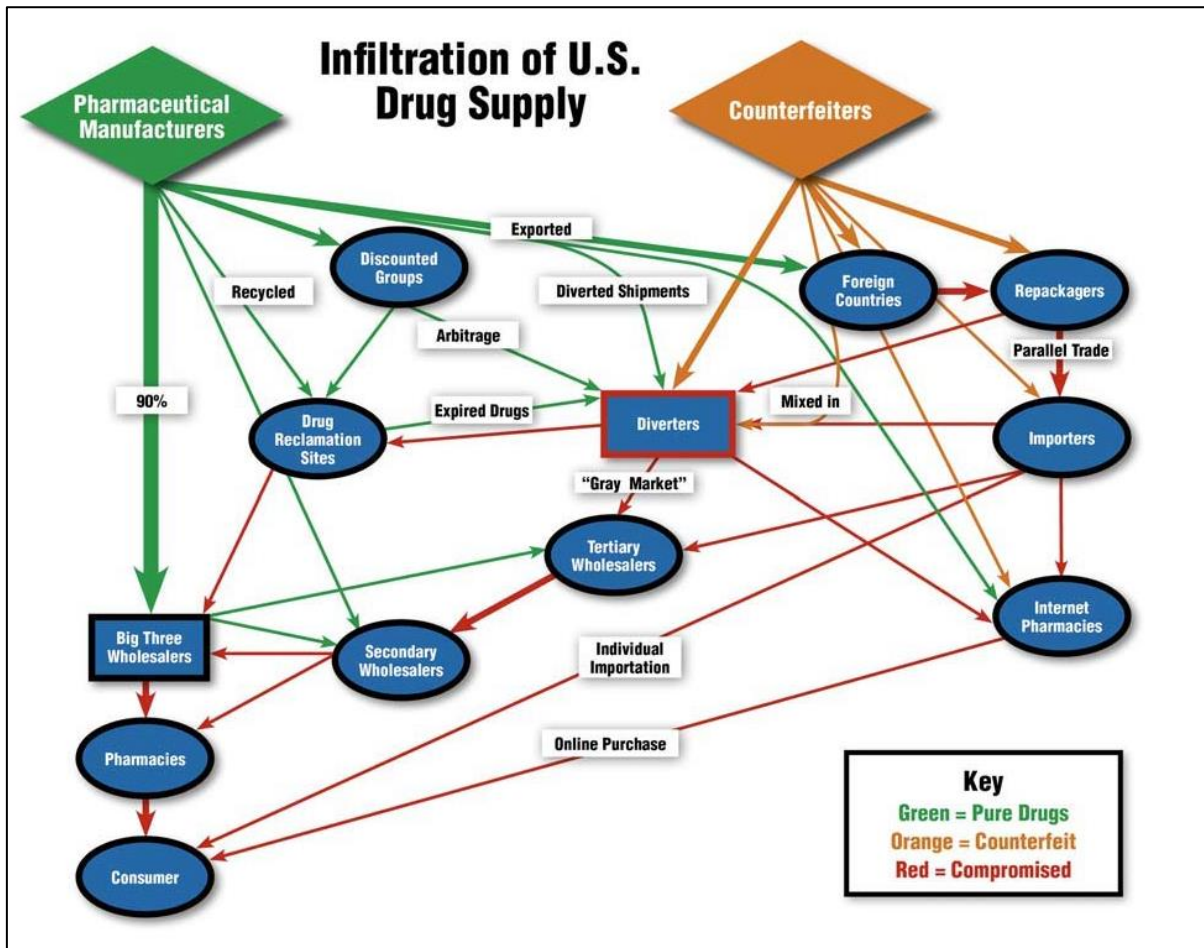 Infiltration of U.S.
Drug Supply
Pharmaceutical
Manufacturers
Counterfeiters
Exported
Discounted
Groups
Foreign
Countries
Repackagers
Recycled
Diverted Shipments
Arbitrage
Parallel Trade
90%
Expired Drugs
Mixed in
Drug
Reclamation
Sites
Diverters
Importers
“Gray Market”
Tertiary
Wholesalers
Internet
Pharmacies
Big Three
Wholesalers
Secondary
Wholesalers
Individual
Importation
Pharmacies
Online Purchase
Consumer
Key
Green = Pure Drugs
Orange = Counterfeit
Red = Compromised